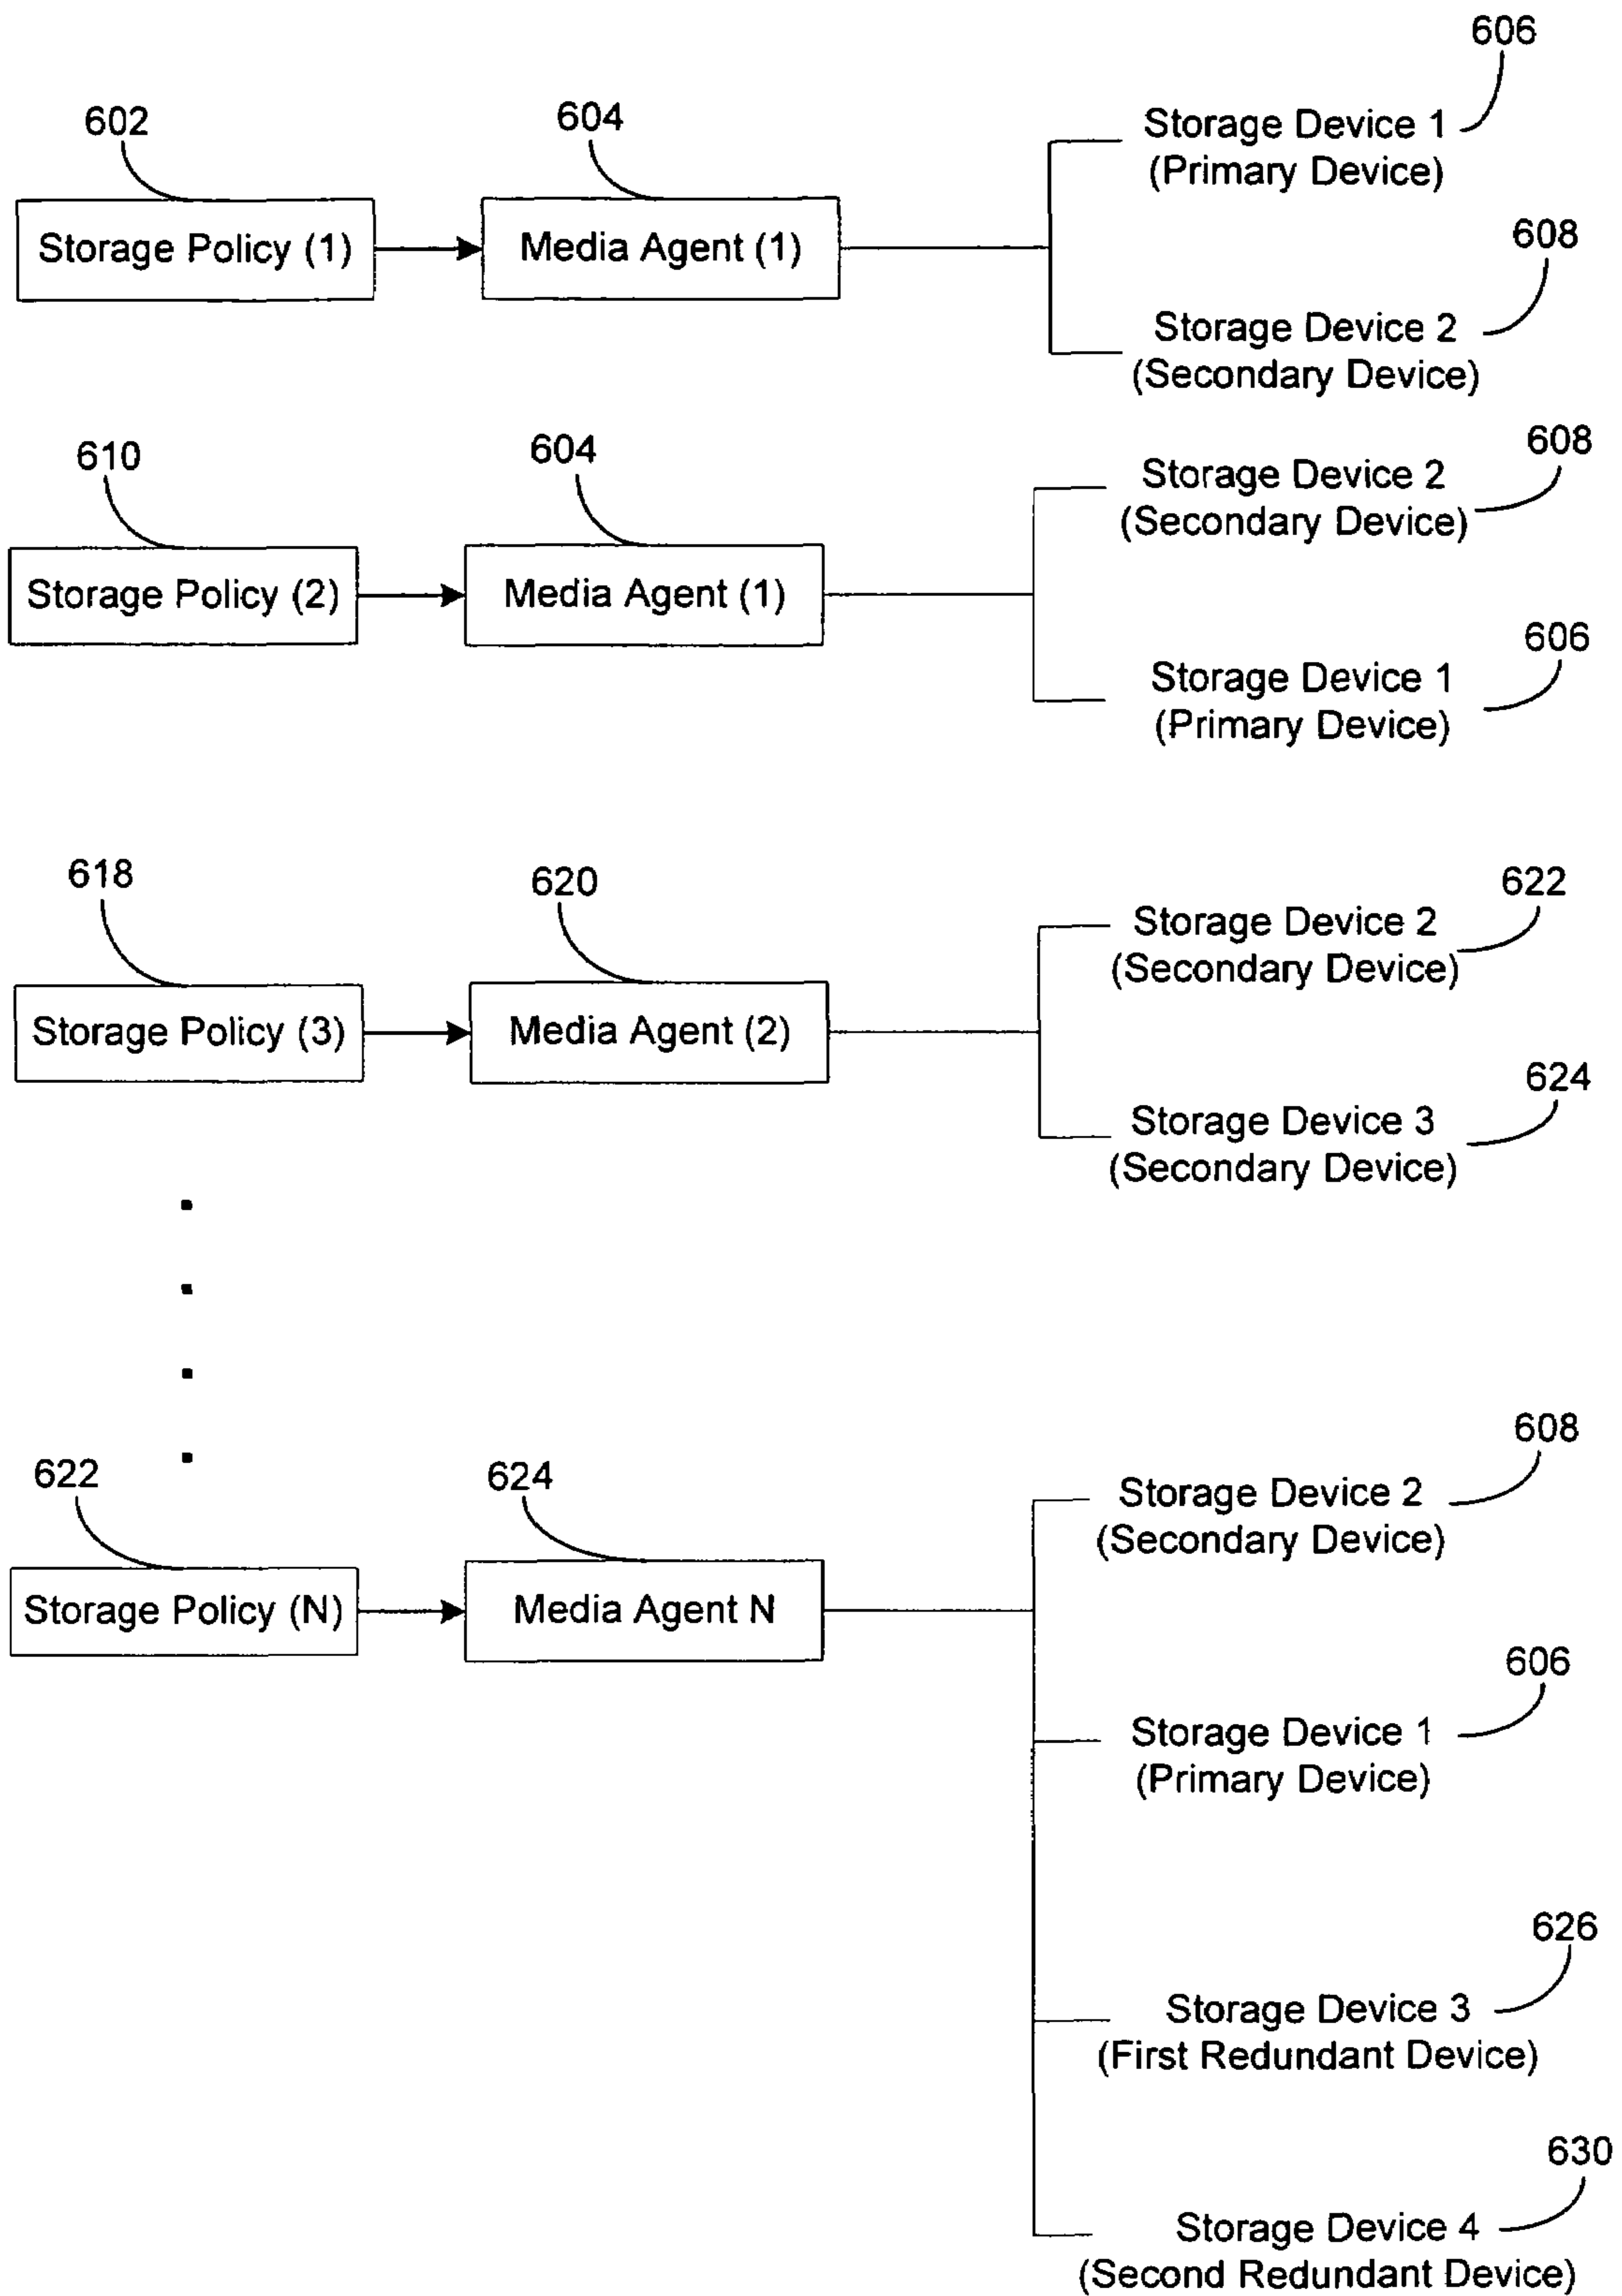 606
602
604
Storage Device 1
(Primary Device)
Storage Policy (1)
Media Agent (1)
608
Storage Device 2
(Secondary Device)
610
604
608
Storage Device 2
(Secondary Device)
Storage Policy (2)
Media Agent (1)
606
Storage Device 1
(Primary Device)
618
620
622
Storage Device 2
(Secondary Device)
Storage Policy (3)
Media Agent (2)
624
Storage Device 3
(Secondary Device)
622
624
608
Storage Device 2
(Secondary Device)
Storage Policy (N)
Media Agent N
606
Storage Device 1
(Primary Device)
626
Storage Device 3
(First Redundant Device)
630
Storage Device 4
(Second Redundant Device)